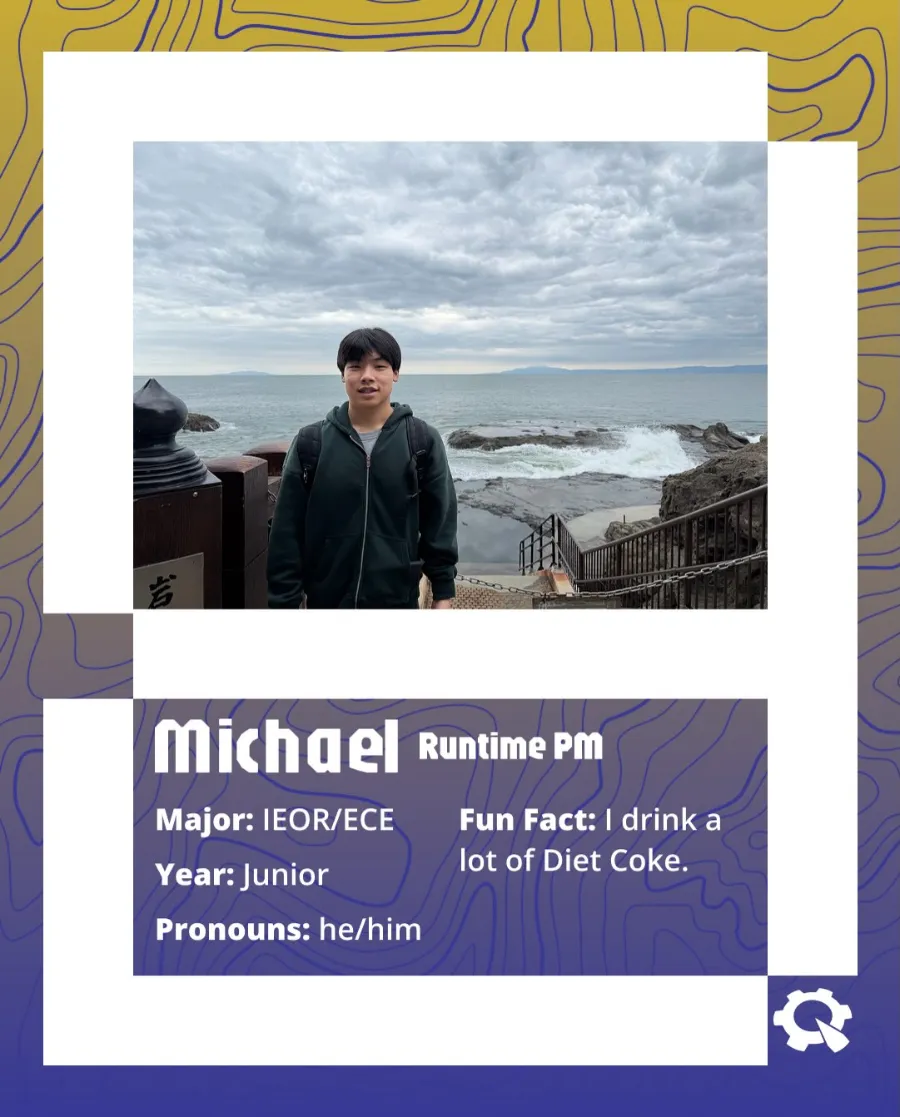 岩
Michael Runtime PM
Major: IEOR/ECE
Fun Fact: I drink a
lot of Diet Coke.
Year: Junior
Pronouns: he/him